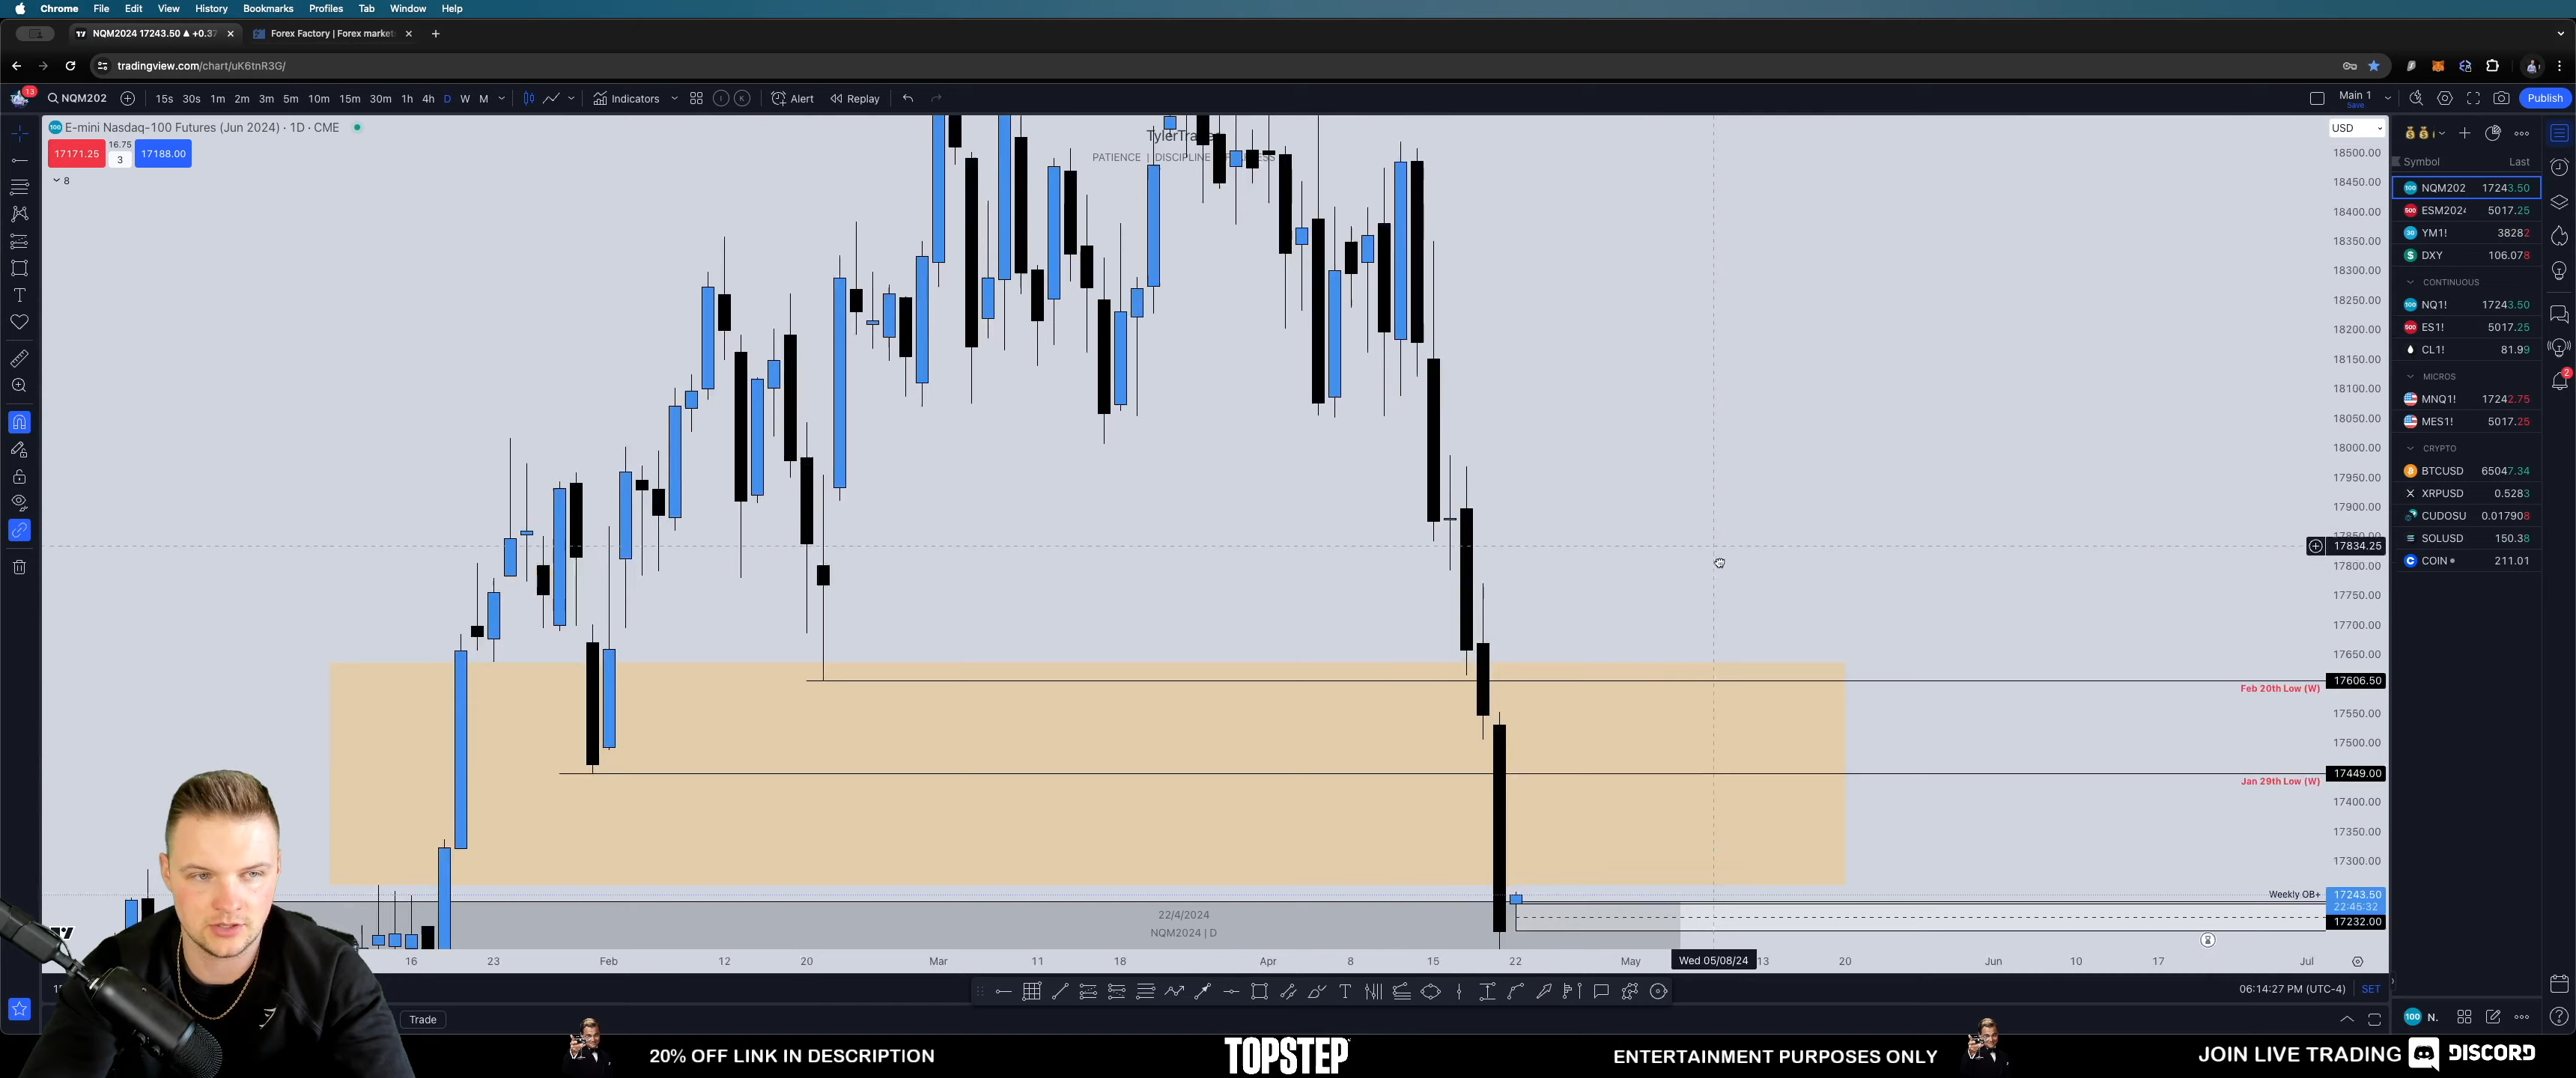 Chrome File Edit View History Bookmarks Profiles Tab Window Help
NQM2024 17243.50 ▲ +0.37
Forex Factory | Forex market
tradingview.com/chart/uK6tnR3G/
13
NQM202
15s 30s 1m 2m 3m 5m 10m 15m 30m 1h 4h D W M
Indicators
Alert
Replay
Main 1
Save
Publish
E-mini Nasdaq-100 Futures (Jun 2024) · 1D · CME
17171.25
16.75
3
17188.00
8
PATIENCE | DISCIPLINE
USD
18500.00
18450.00
18400.00
18350.00
18300.00
18250.00
18200.00
18150.00
18100.00
18050.00
18000.00
17950.00
17900.00
17834.25
17800.00
17750.00
17700.00
17650.00
17606.50
Feb 20th Low (W)
17550.00
17500.00
17449.00
Jan 29th Low (W)
17400.00
17350.00
17300.00
Weekly OB+
17243.50
22:45:32
17232.00
22/4/2024
NQM2024 | D
16 23 Feb 12 20 Mar 11 18 Apr 8 15 22 May Wed 05/08/24 13 20 Jun 10 17 Jul
06:14:27 PM (UTC-4) SET
Trade
Symbol Last
NQM202 17243.50
ESM2024 5017.25
YM1! 38282
DXY 106.078
CONTINUOUS
NQ1! 17243.50
ES1! 5017.25
CL1! 81.99
MICROS
MNQ1! 17242.75
MES1! 5017.25
CRYPTO
BTCUSD 65047.34
XRPUSD 0.5283
CUDOSU 0.017908
SOLUSD 150.38
COIN 211.01
2
N.
20% OFF LINK IN DESCRIPTION
TOPSTEP
ENTERTAINMENT PURPOSES ONLY
JOIN LIVE TRADING DISCORD